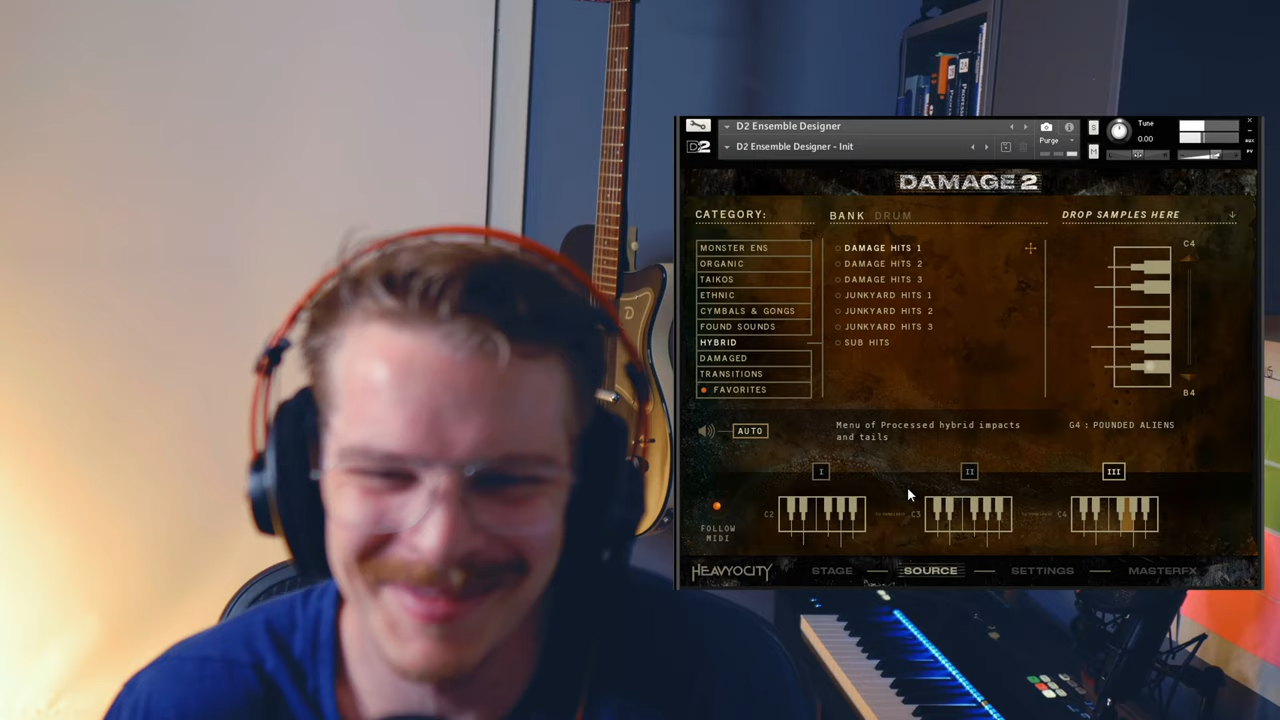 D2 Ensemble Designer
D2 Ensemble Designer - Init
Purge
S
M
Tune
0.00
AUX
PV
L
R
D2
DAMAGE 2
CATEGORY:
BANK DRUM
DROP SAMPLES HERE
MONSTER ENS
ORGANIC
TAIKOS
ETHNIC
CYMBALS & GONGS
FOUND SOUNDS
HYBRID
DAMAGED
TRANSITIONS
FAVORITES
DAMAGE HITS 1
DAMAGE HITS 2
DAMAGE HITS 3
JUNKYARD HITS 1
JUNKYARD HITS 2
JUNKYARD HITS 3
SUB HITS
C4
B4
AUTO
Menu of Processed hybrid impacts
and tails
G4 : POUNDED ALIENS
I
II
III
FOLLOW
MIDI
C2
C3
C4
HEAVYOCITY
STAGE
SOURCE
SETTINGS
MASTERFX